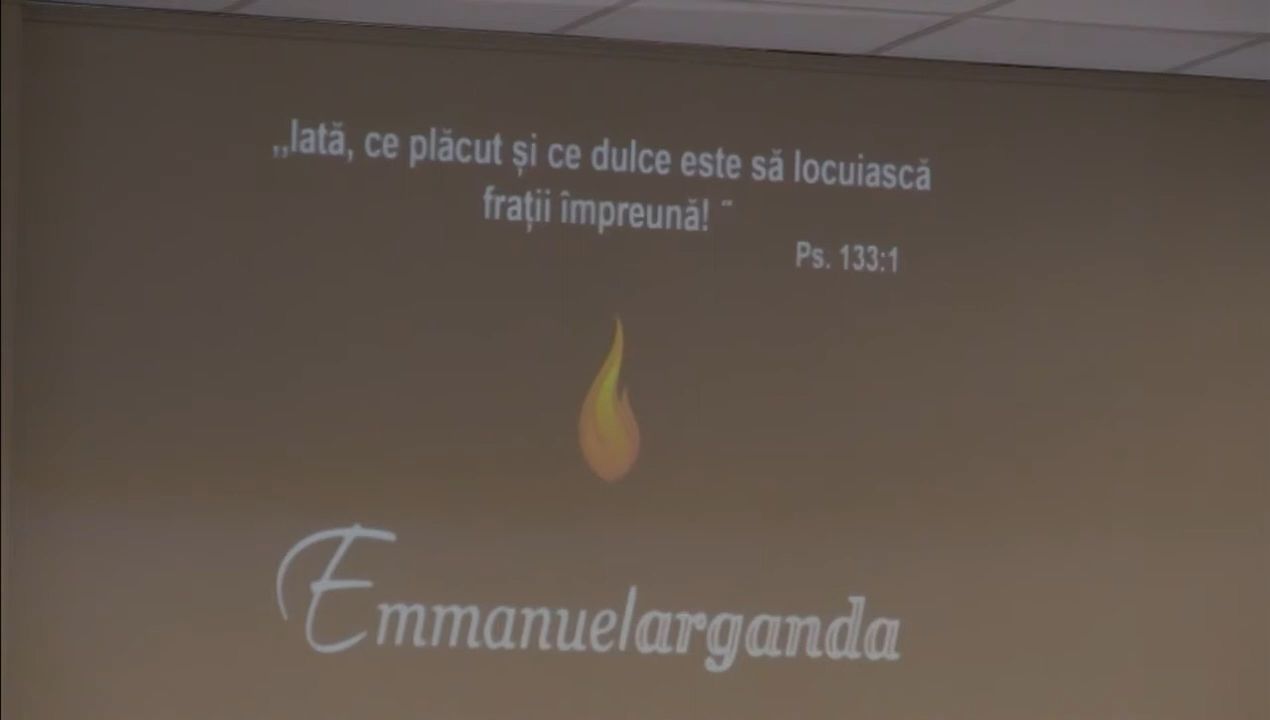 „Iată, ce plăcut și ce dulce este să locuiască
frații împreună! ˝
Ps. 133:1
Emmanuelarganda